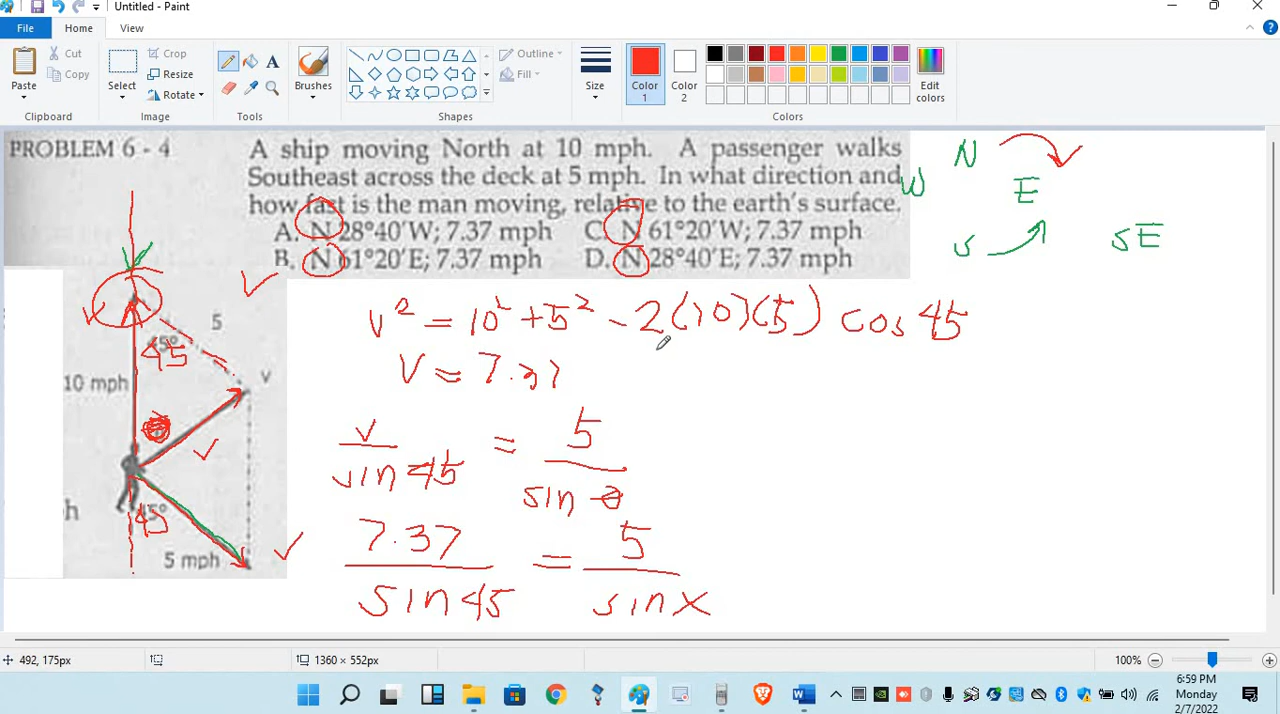 Untitled - Paint
File Home View
Paste
Cut
Copy
Clipboard
Select
Crop
Resize
Rotate
Image
Tools
Brushes
Outline
Fill
Shapes
Size
Color 1
Color 2
Edit colors
Colors
PROBLEM 6 - 4
A ship moving North at 10 mph. A passenger walks
Southeast across the deck at 5 mph. In what direction and
how fast is the man moving, relative to the earth's surface.
A. N 28°40'W; 7.37 mph C. N 61°20'W; 7.37 mph
B. N 61°20'E; 7.37 mph D. N 28°40'E; 7.37 mph
N
W E
S SE
5
45°
45
10 mph
v
45°
45
h
5 mph
v² = 10² + 5² - 2(10)(5) cos 45
V = 7.37
v / sin 45 = 5 / sin θ
7.37 / sin 45 = 5 / sin x
492, 175px
1360 × 552px
100%
6:59 PM
Monday
2/7/2022